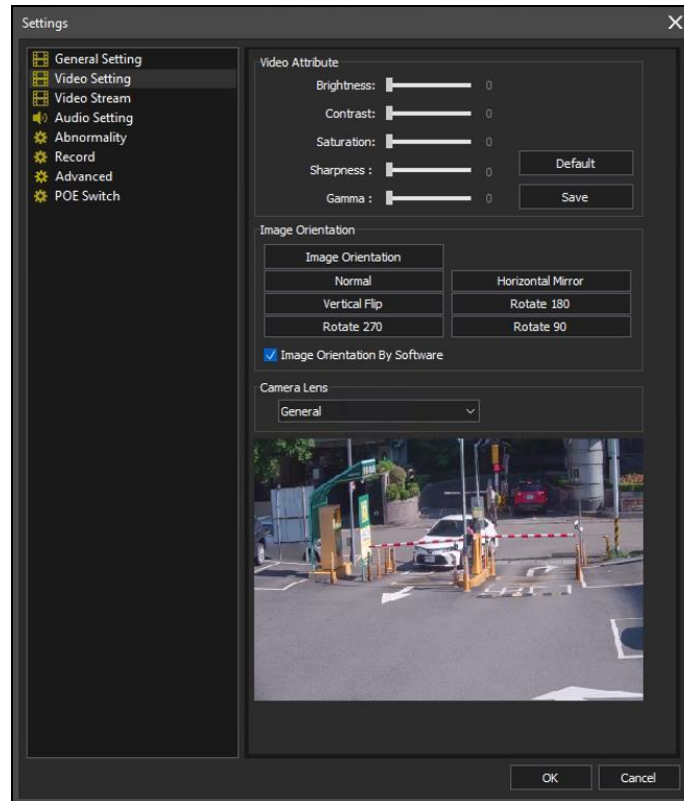 Settings
General Setting
Video Setting
Video Stream
Audio Setting
Abnormality
Record
Advanced
POE Switch
Video Attribute
Brightness: 0
Contrast: 0
Saturation: 0
Sharpness : 0
Gamma : 0
Default
Save
Image Orientation
Image Orientation
Normal Horizontal Mirror
Vertical Flip Rotate 180
Rotate 270 Rotate 90
Image Orientation By Software
Camera Lens
General
OK Cancel